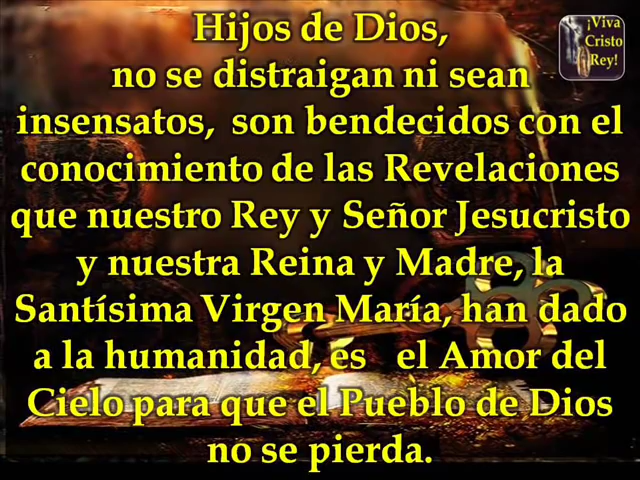 Hijos de Dios,
no se distraigan ni sean
insensatos, son bendecidos con el
conocimiento de las Revelaciones
que nuestro Rey y Señor Jesucristo
y nuestra Reina y Madre, la
Santísima Virgen María, han dado
a la humanidad, es el Amor del
Cielo para que el Pueblo de Dios
no se pierda.
¡Viva
Cristo
Rey!